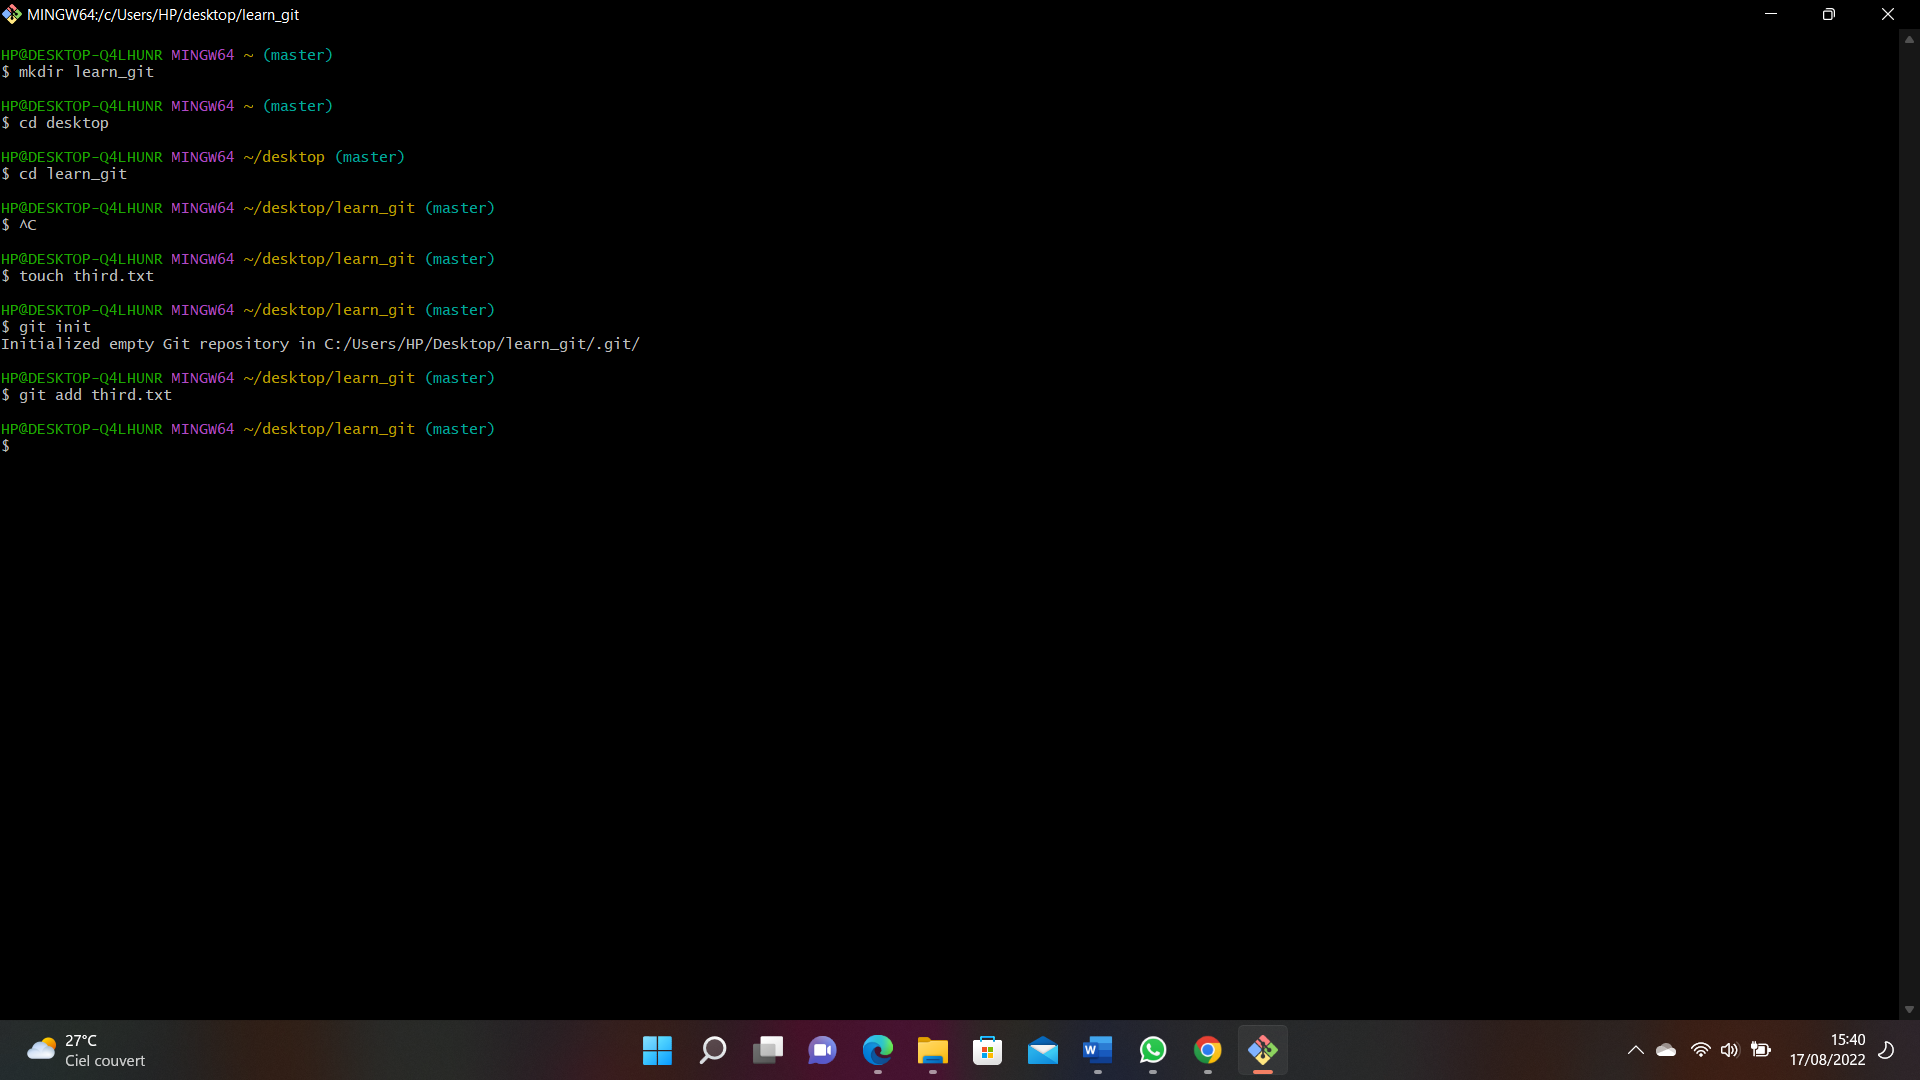 MINGW64:/c/Users/HP/desktop/learn_git
HP@DESKTOP-Q4LHUNR MINGW64 ~ (master)
$ mkdir learn_git
HP@DESKTOP-Q4LHUNR MINGW64 ~ (master)
$ cd desktop
HP@DESKTOP-Q4LHUNR MINGW64 ~/desktop (master)
$ cd learn_git
HP@DESKTOP-Q4LHUNR MINGW64 ~/desktop/learn_git (master)
$ ^C
HP@DESKTOP-Q4LHUNR MINGW64 ~/desktop/learn_git (master)
$ touch third.txt
HP@DESKTOP-Q4LHUNR MINGW64 ~/desktop/learn_git (master)
$ git init
Initialized empty Git repository in C:/Users/HP/Desktop/learn_git/.git/
HP@DESKTOP-Q4LHUNR MINGW64 ~/desktop/learn_git (master)
$ git add third.txt
HP@DESKTOP-Q4LHUNR MINGW64 ~/desktop/learn_git (master)
$
27°C
Ciel couvert
W
15:40
17/08/2022